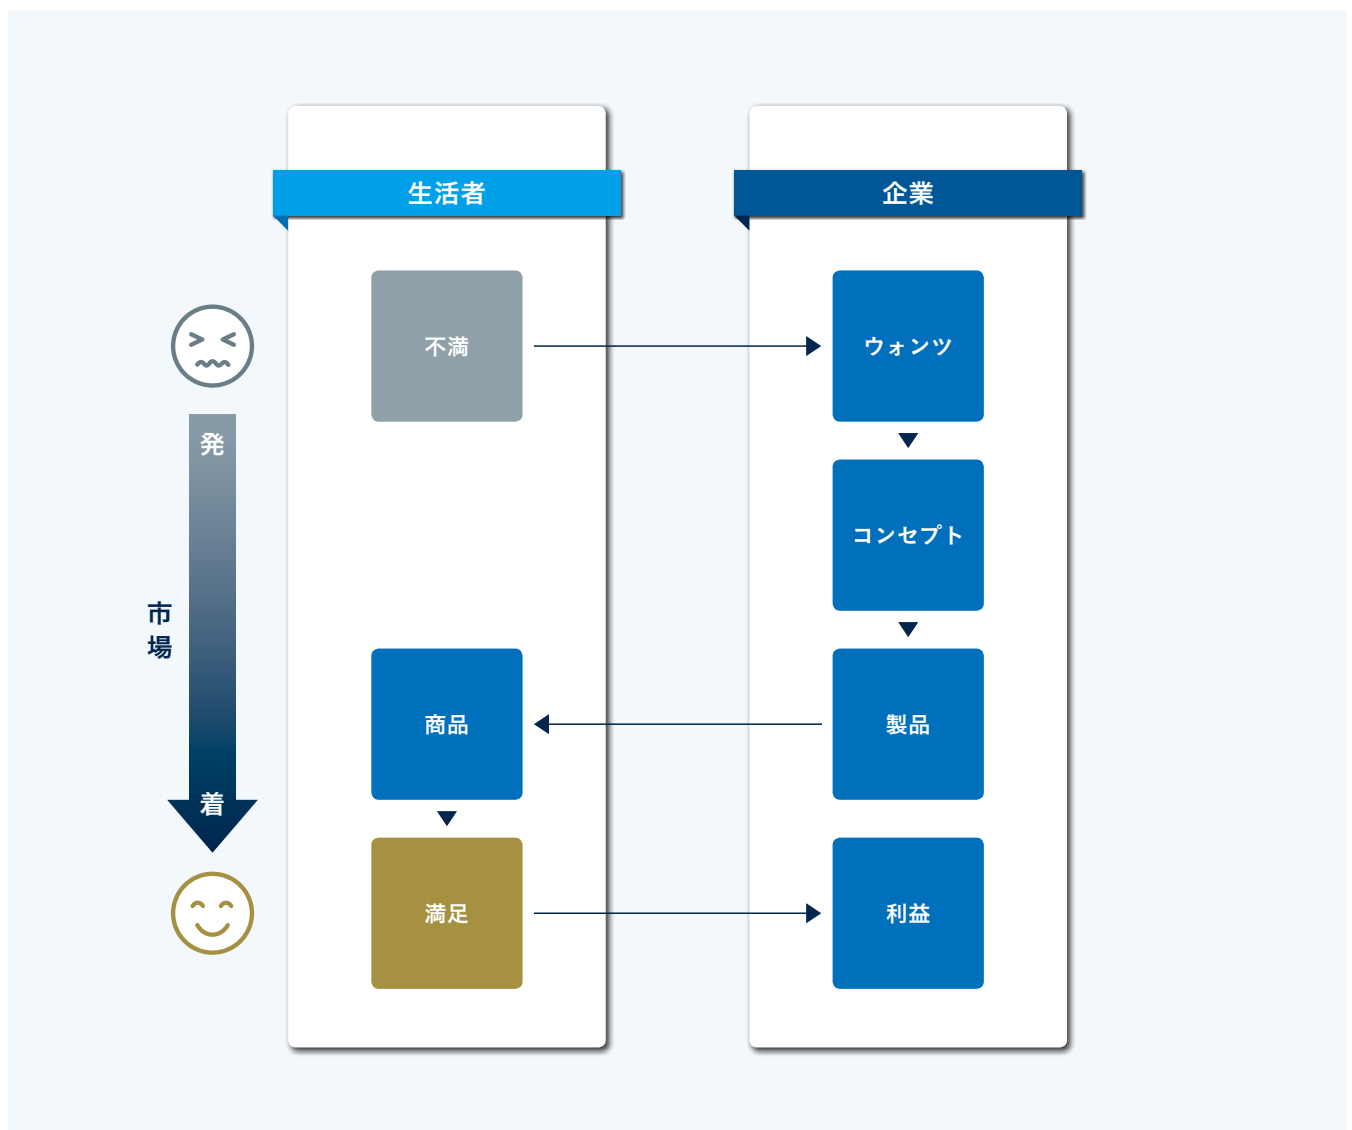 生活者
企業
不満
ウォンツ
発
コンセプト
市場
商品
製品
着
満足
利益